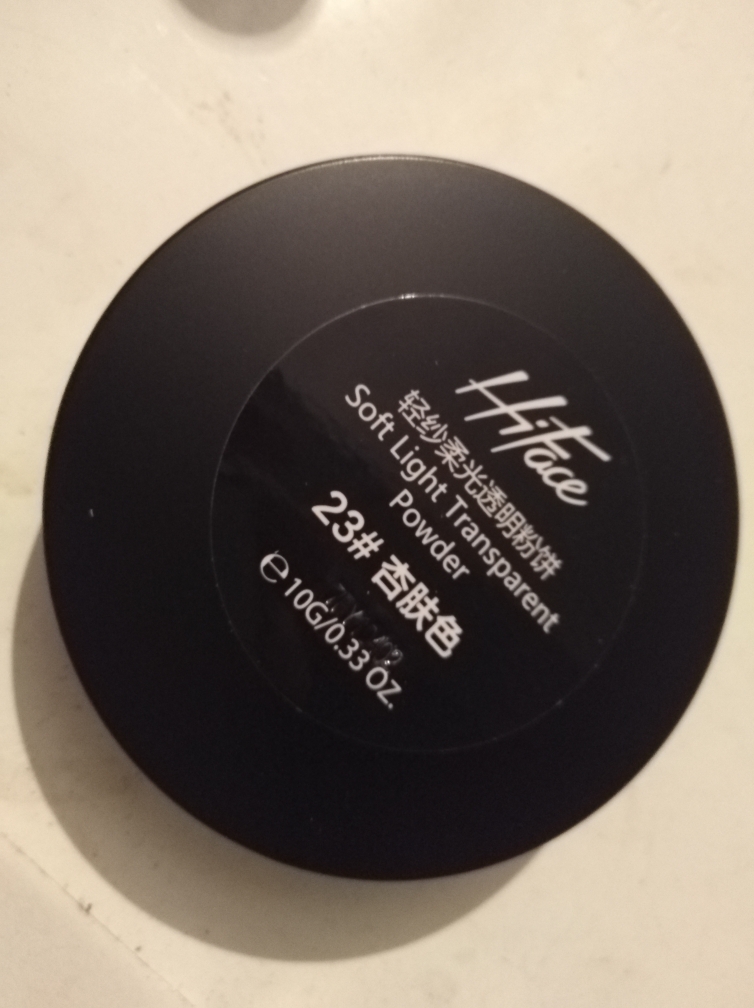 Hiface
轻纱柔光透明粉饼
Soft Light Transparent
Powder
23# 杏肤色
℮10G/0.33 OZ.